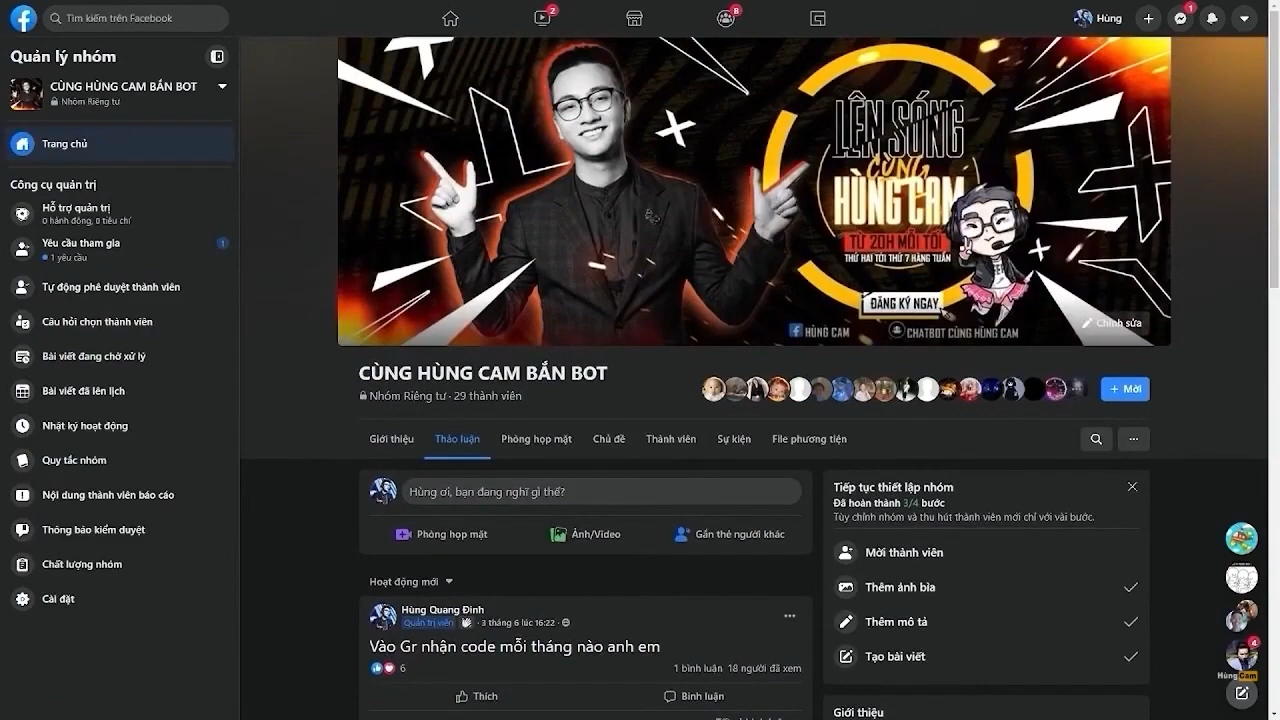 Tìm kiếm trên Facebook
2
8
Hùng
1
Quản lý nhóm
CÙNG HÙNG CAM BẮN BOT
Nhóm Riêng tư
Trang chủ
Công cụ quản trị
Hỗ trợ quản trị
0 hành động, 0 tiêu chí
Yêu cầu tham gia
1
1 yêu cầu
Tự động phê duyệt thành viên
Câu hỏi chọn thành viên
Bài viết đang chờ xử lý
Bài viết đã lên lịch
Nhật ký hoạt động
Quy tắc nhóm
Nội dung thành viên báo cáo
Thông báo kiểm duyệt
Chất lượng nhóm
Cài đặt
LÊN SÓNG
CÙNG
HÙNG CAM
TỪ 20H MỖI TỐI
THỨ HAI TỚI THỨ 7 HÀNG TUẦN
ĐĂNG KÝ NGAY
HÙNG CAM
CHATBOT CÙNG HÙNG CAM
Chỉnh sửa
CÙNG HÙNG CAM BẮN BOT
Nhóm Riêng tư · 29 thành viên
+ Mời
Giới thiệu
Thảo luận
Phòng họp mặt
Chủ đề
Thành viên
Sự kiện
File phương tiện
Hùng ơi, bạn đang nghĩ gì thế?
Phòng họp mặt
Ảnh/Video
Gắn thẻ người khác
Hoạt động mới
Hùng Quang Đinh
Quản trị viên · 3 tháng 6 lúc 16:22 ·
Vào Gr nhận code mỗi tháng nào anh em
6
1 bình luận 18 người đã xem
Thích
Bình luận
Tiếp tục thiết lập nhóm
Đã hoàn thành 3/4 bước
Tùy chỉnh nhóm và thu hút thành viên mới chỉ với vài bước.
Mời thành viên
Thêm ảnh bìa
Thêm mô tả
Tạo bài viết
Giới thiệu
HùngCam